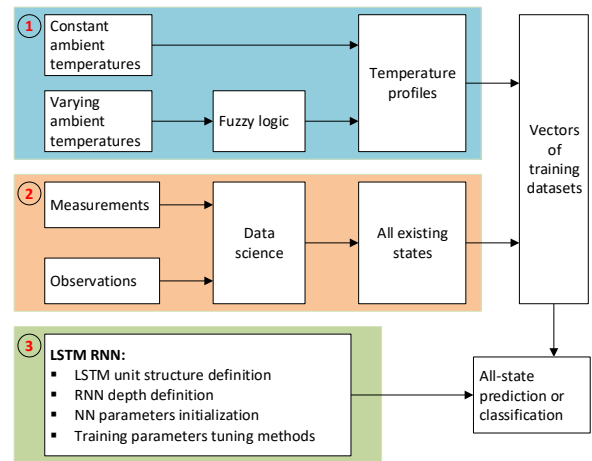 1
Constant
ambient
temperatures
Varying
ambient
temperatures
Fuzzy logic
Temperature
profiles
2
Measurements
Observations
Data
science
All existing
states
Vectors
of
training
datasets
3
LSTM RNN:
▪ LSTM unit structure definition
▪ RNN depth definition
▪ NN parameters initialization
▪ Training parameters tuning methods
All-state
prediction or
classification